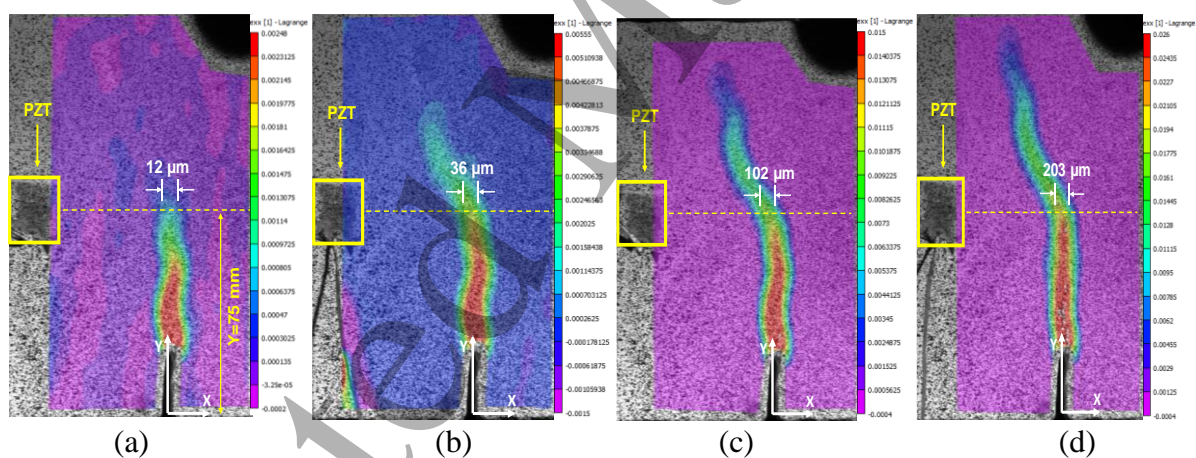 exx [1] - Lagrange
0.00248
0.0023125
0.002145
0.0019775
0.00181
0.0016425
0.001475
0.0013075
0.00114
0.0009725
0.000805
0.0006375
0.00047
0.0003025
0.000135
-3.25e-05
-0.0002
PZT
12 µm
Y=75 mm
Y
X
(a)
exx [1] - Lagrange
0.00555
0.00510938
0.00466875
0.00422813
0.0037875
0.00334688
0.00290625
0.00246563
0.002025
0.00158438
0.00114375
0.000703125
0.0002625
-0.000178125
-0.00061875
-0.00105938
-0.0015
PZT
36 µm
Y
X
(b)
exx [1] - Lagrange
0.015
0.0140375
0.013075
0.0121125
0.01115
0.0101875
0.009225
0.0082625
0.0073
0.0063375
0.005375
0.0044125
0.00345
0.0024875
0.001525
0.0005625
-0.0004
PZT
102 µm
Y
X
(c)
exx [1] - Lagrange
0.026
0.02435
0.0227
0.02105
0.0194
0.01775
0.0161
0.01445
0.0128
0.01115
0.0095
0.00785
0.0062
0.00455
0.0029
0.00125
-0.0004
PZT
203 µm
Y
X
(d)